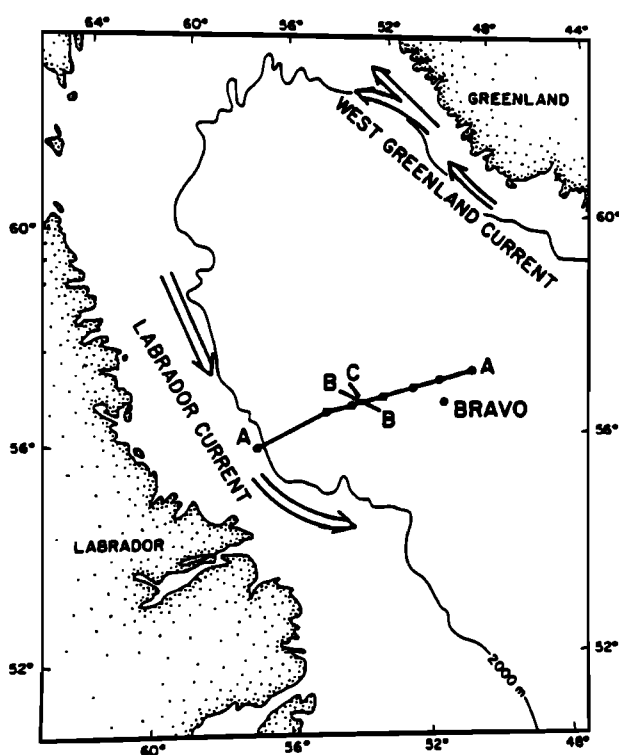 64° 60° 56° 52° 48° 44°
GREENLAND
WEST GREENLAND CURRENT
60° 60°
LABRADOR CURRENT
A
C
B
B
BRAVO
A
56° 56°
LABRADOR
52° 52°
2000 m
60° 56° 52° 48°